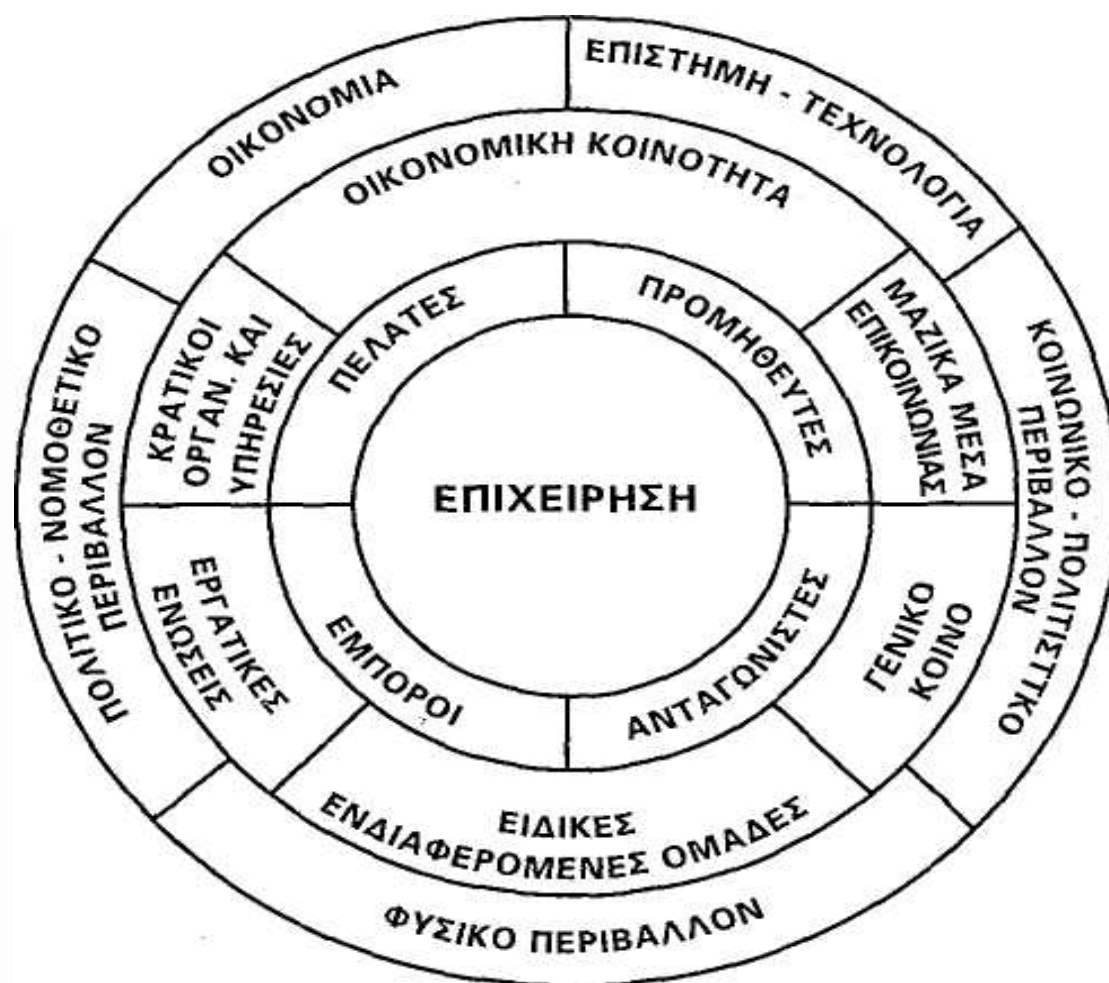 ΟΙΚΟΝΟΜΙΑ
ΕΠΙΣΤΗΜΗ - ΤΕΧΝΟΛΟΓΙΑ
ΟΙΚΟΝΟΜΙΚΗ ΚΟΙΝΟΤΗΤΑ
ΠΟΛΙΤΙΚΟ - ΝΟΜΟΘΕΤΙΚΟ
ΠΕΡΙΒΑΛΛΟΝ
ΚΡΑΤΙΚΟΙ
ΟΡΓΑΝ. ΚΑΙ
ΥΠΗΡΕΣΙΕΣ
ΠΕΛΑΤΕΣ
ΠΡΟΜΗΘΕΥΤΕΣ
ΜΑΖΙΚΑ ΜΕΣΑ
ΕΠΙΚΟΙΝΩΝΙΑΣ
ΚΟΙΝΩΝΙΚΟ - ΠΟΛΙΤΙΣΤΤΚΟ
ΠΕΡΙΒΑΛΛΟΝ
ΕΠΙΧΕΙΡΗΣΗ
ΕΡΓΑΤΙΚΕΣ
ΕΝΩΣΕΙΣ
ΕΜΠΟΡΟΙ
ΑΝΤΑΓΩΝΙΣΤΕΣ
ΓΕΝΙΚΟ
ΚΟΙΝΟ
ΕΙΔΙΚΕΣ
ΕΝΔΙΑΦΕΡΟΜΕΝΕΣ ΟΜΑΔΕΣ
ΦΥΣΙΚΟ ΠΕΡΙΒΑΛΛΟΝ